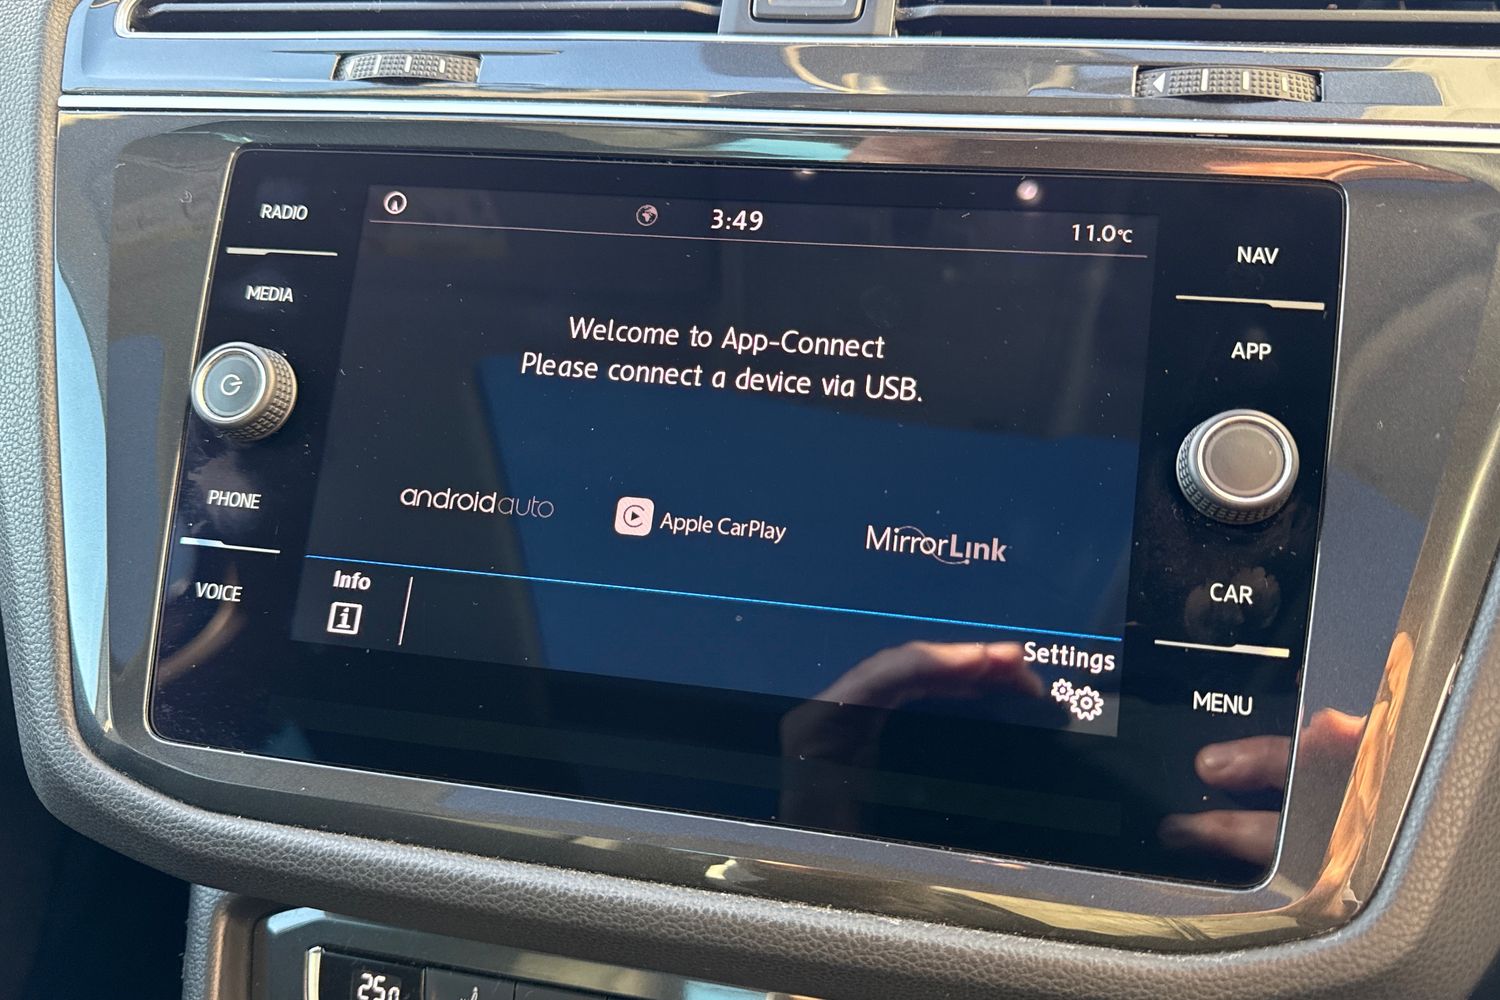 RADIO
MEDIA
PHONE
VOICE
3:49
11.0°C
Welcome to App-Connect
Please connect a device via USB.
androidauto
Apple CarPlay
MirrorLink
Info
Settings
NAV
APP
CAR
MENU